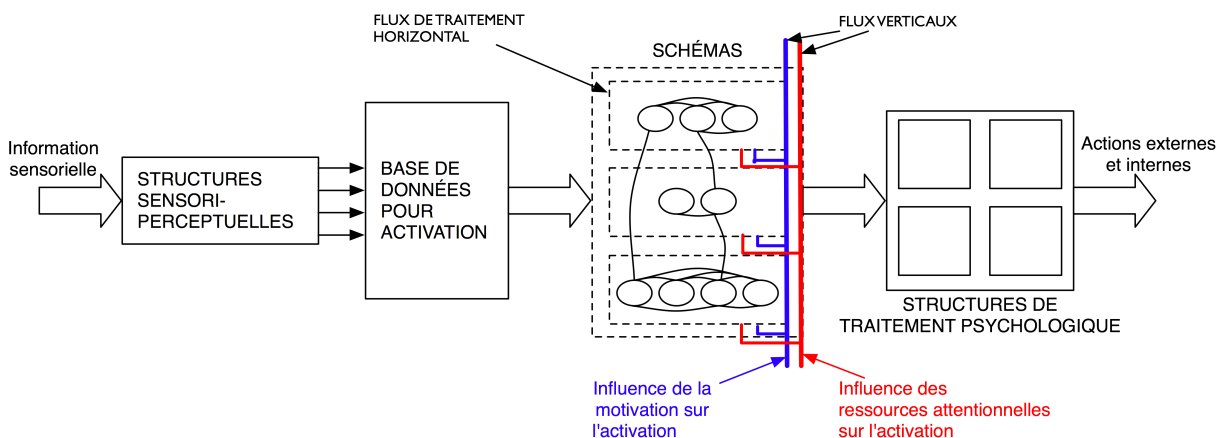 FLUX DE TRAITEMENT
HORIZONTAL
FLUX VERTICAUX
SCHÉMAS
Information
sensorielle
STRUCTURES
SENSORI-
PERCEPTUELLES
BASE DE
DONNÉES
POUR
ACTIVATION
Actions externes
et internes
STRUCTURES DE
TRAITEMENT PSYCHOLOGIQUE
Influence de la
motivation sur
l'activation
Influence des
ressources attentionnelles
sur l'activation